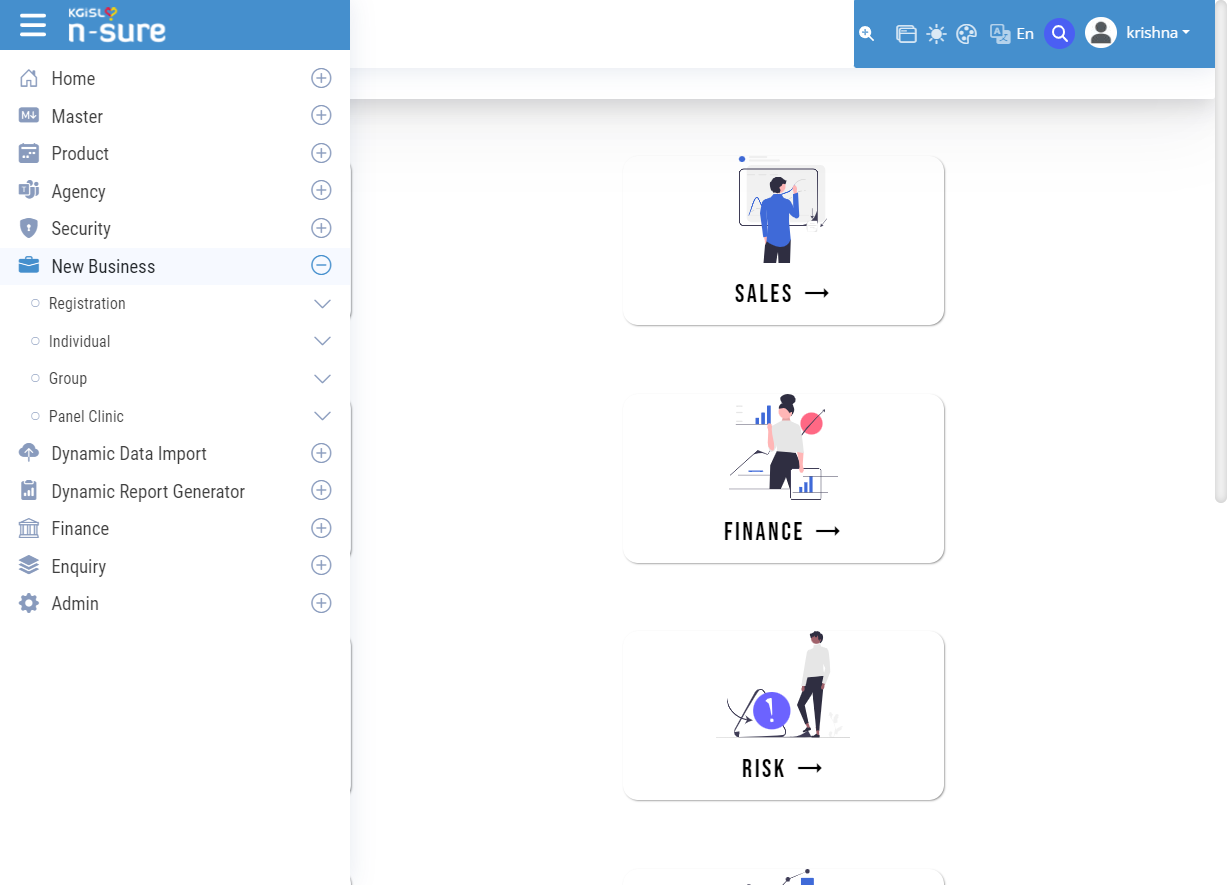 KGiSL
n-sure
En
krishna
Home
Master
Product
Agency
Security
New Business
Registration
Individual
Group
Panel Clinic
Dynamic Data Import
Dynamic Report Generator
Finance
Enquiry
Admin
SALES
FINANCE
RISK